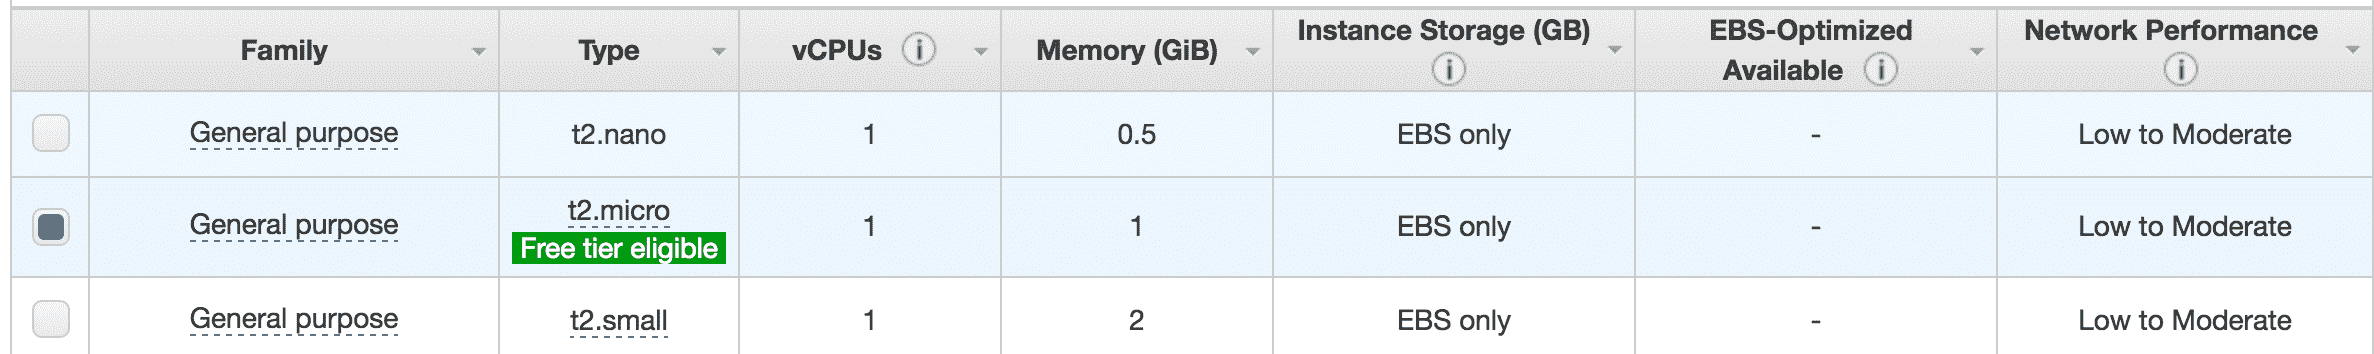 Family Type vCPUs i Memory (GiB) Instance Storage (GB) i EBS-Optimized Available i Network Performance i
General purpose t2.nano 1 0.5 EBS only - Low to Moderate
General purpose t2.micro Free tier eligible 1 1 EBS only - Low to Moderate
General purpose t2.small 1 2 EBS only - Low to Moderate